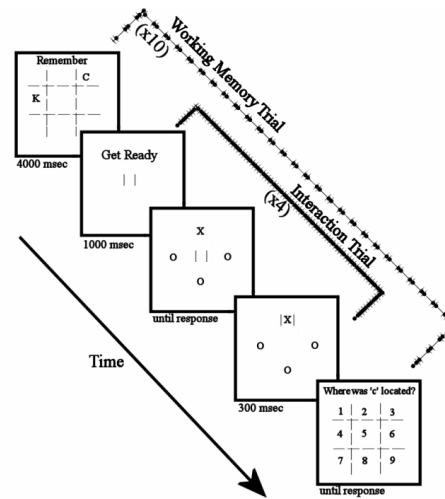 Remember
C
K
4000 msec
Get Ready
| |
1000 msec
X
O | | O
O
until response
|X|
O O
O
300 msec
Where was 'c' located?
1 2 3
4 5 6
7 8 9
until response
Time
Working Memory Trial
(x10)
Interaction Trial
(x4)